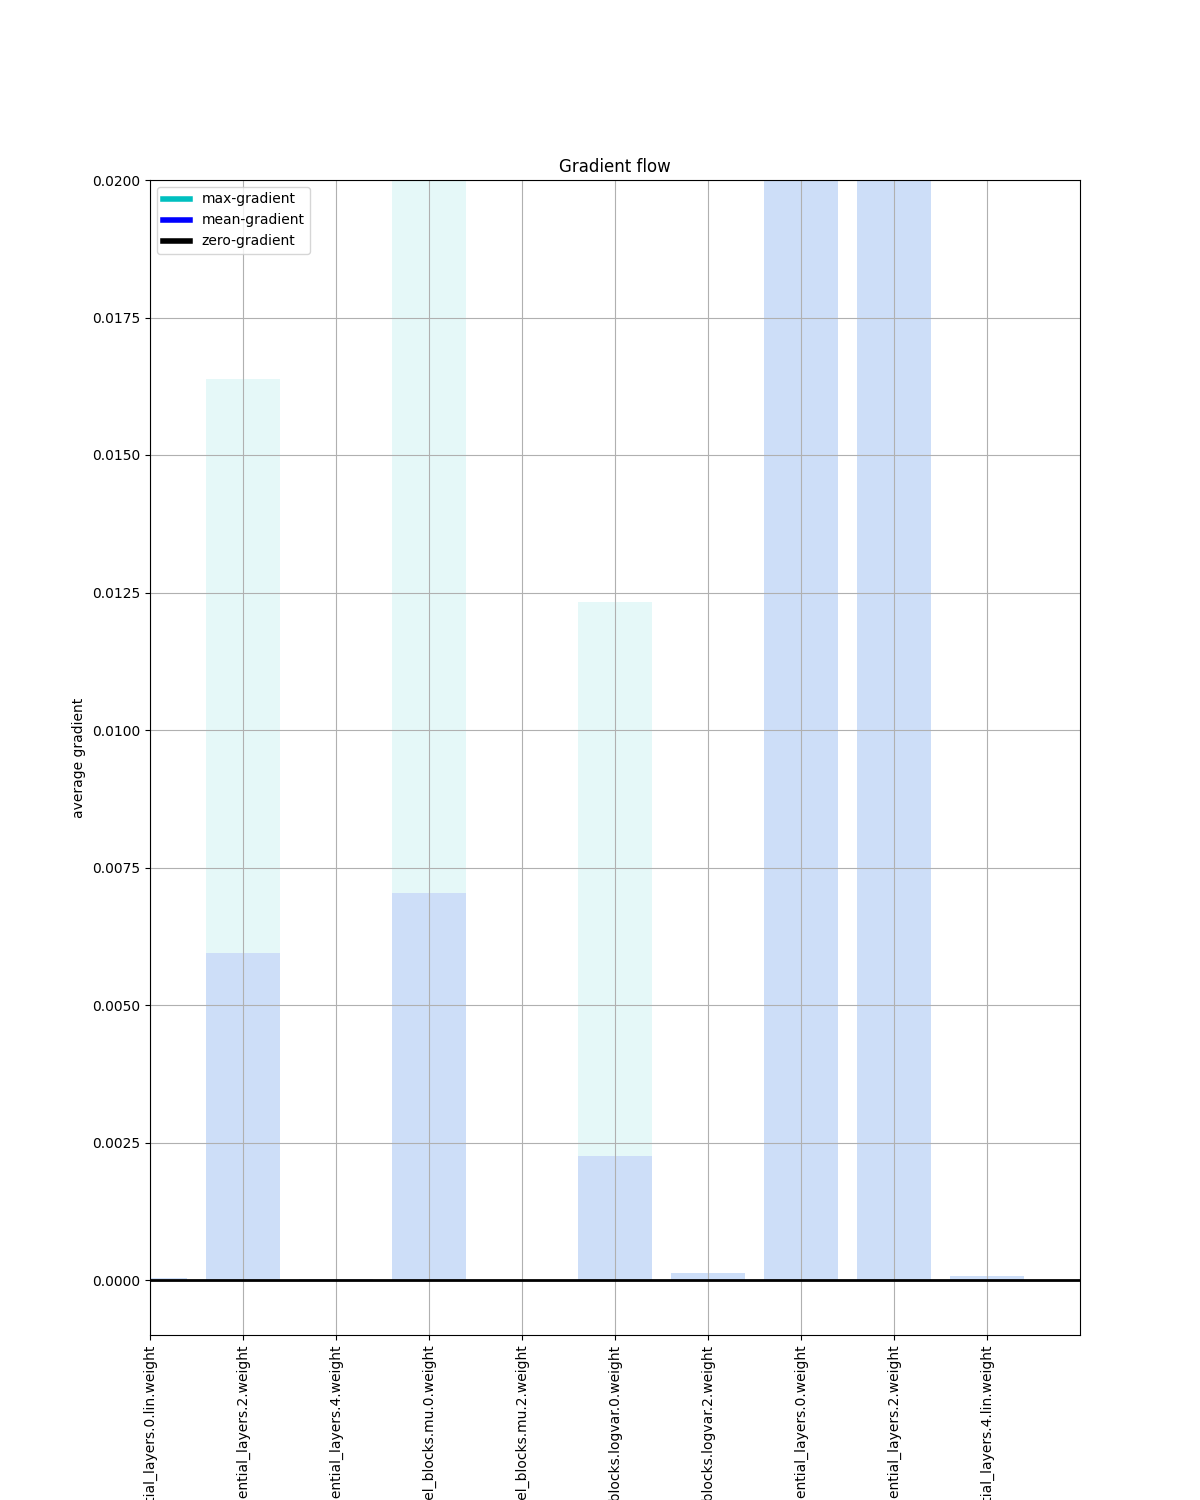 Gradient flow
max-gradient
mean-gradient
zero-gradient
0.0200
0.0175
0.0150
0.0125
0.0100
0.0075
0.0050
0.0025
0.0000
average gradient
tial_layers.0.lin.weight
ential_layers.2.weight
ential_layers.4.weight
el_blocks.mu.0.weight
el_blocks.mu.2.weight
blocks.logvar.0.weight
blocks.logvar.2.weight
ential_layers.0.weight
ential_layers.2.weight
tial_layers.4.lin.weight